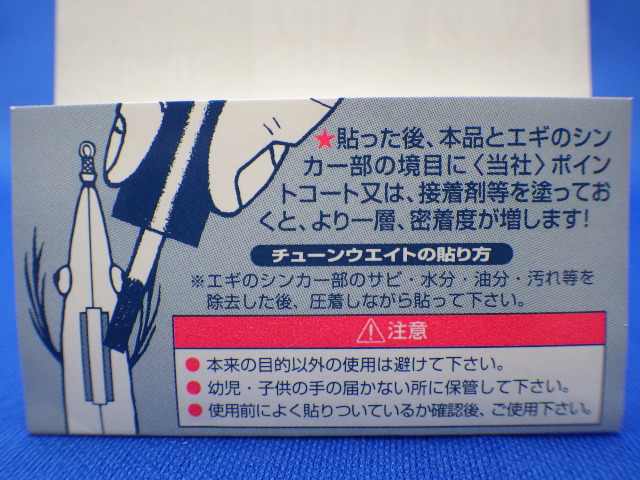 ★貼った後、本品とエギのシン
カー部の境目に〈当社〉ポイン
トコート又は、接着剤等を塗ってお
くと、より一層、密着度が増します!
チューンウエイトの貼り方
※エギのシンカー部のサビ・水分・油分・汚れ等を
除去した後、圧着しながら貼って下さい。
⚠注意
●本来の目的以外の使用は避けて下さい。
●幼児・子供の手の届かない所に保管して下さい。
●使用前によく貼りついているか確認後、ご使用下さい。